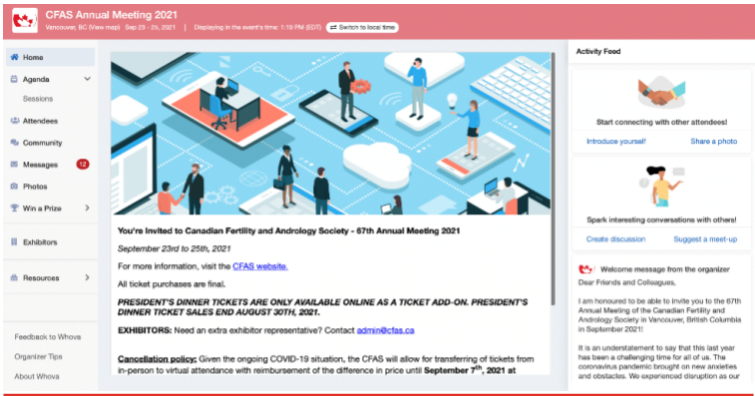 CFAS Annual Meeting 2021
Vancouver, BC (View map) Sep 23 - 25, 2021 | Displaying in the event's time: 1:19 PM (EDT) ⇄ Switch to local time
Home
Agenda
Sessions
Attendees
Community
Messages 12
Photos
Win a Prize
Exhibitors
Resources
Feedback to Whova
Organizer Tips
About Whova
You're Invited to Canadian Fertility and Andrology Society - 67th Annual Meeting 2021
September 23rd to 25th, 2021
For more information, visit the CFAS website.
All ticket purchases are final.
PRESIDENT'S DINNER TICKETS ARE ONLY AVAILABLE ONLINE AS A TICKET ADD-ON. PRESIDENT'S
DINNER TICKET SALES END AUGUST 30TH, 2021.
EXHIBITORS: Need an extra exhibitor representative? Contact admin@cfas.ca
Cancellation policy: Given the ongoing COVID-19 situation, the CFAS will allow for transferring of tickets from
in-person to virtual attendance with reimbursement of the difference in price until September 7th, 2021 at
Activity Feed
Start connecting with other attendees!
Introduce yourself Share a photo
Spark interesting conversations with others!
Create discussion Suggest a meet-up
Welcome message from the organizer
Dear Friends and Colleagues,
I am honoured to be able to invite you to the 67th
Annual Meeting of the Canadian Fertility and
Andrology Society in Vancouver, British Columbia
in September 2021!
It is an understatement to say that this last year
has been a challenging time for all of us. The
coronavirus pandemic brought on new anxieties
and obstacles. We experienced disruption as our